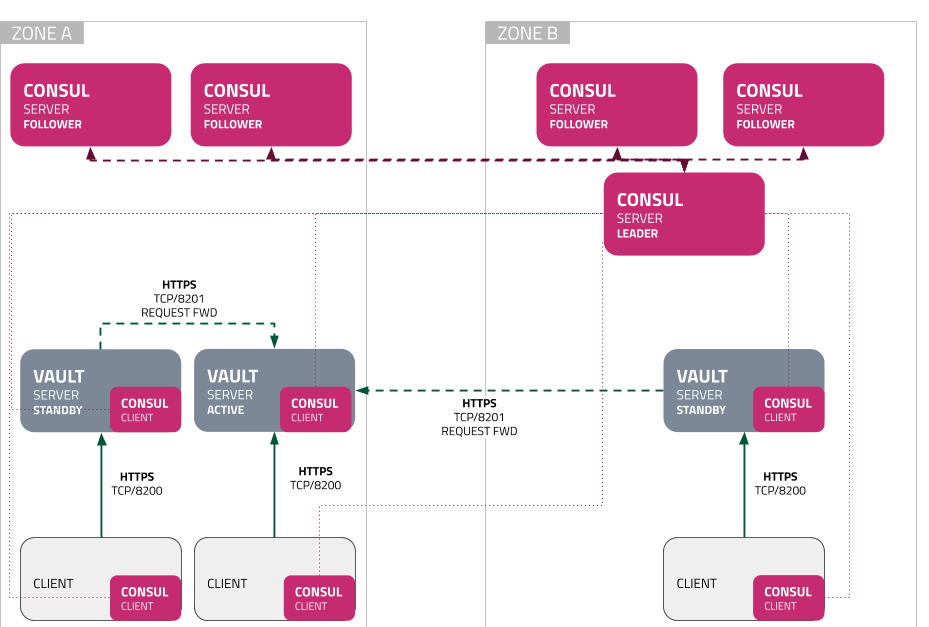 ZONE A
ZONE B
CONSUL
SERVER
FOLLOWER
CONSUL
SERVER
FOLLOWER
CONSUL
SERVER
FOLLOWER
CONSUL
SERVER
FOLLOWER
CONSUL
SERVER
LEADER
HTTPS
TCP/8201
REQUEST FWD
VAULT
SERVER
STANDBY
CONSUL
CLIENT
VAULT
SERVER
ACTIVE
CONSUL
CLIENT
HTTPS
TCP/8201
REQUEST FWD
VAULT
SERVER
STANDBY
CONSUL
CLIENT
HTTPS
TCP/8200
HTTPS
TCP/8200
HTTPS
TCP/8200
CLIENT
CONSUL
CLIENT
CLIENT
CONSUL
CLIENT
CLIENT
CONSUL
CLIENT